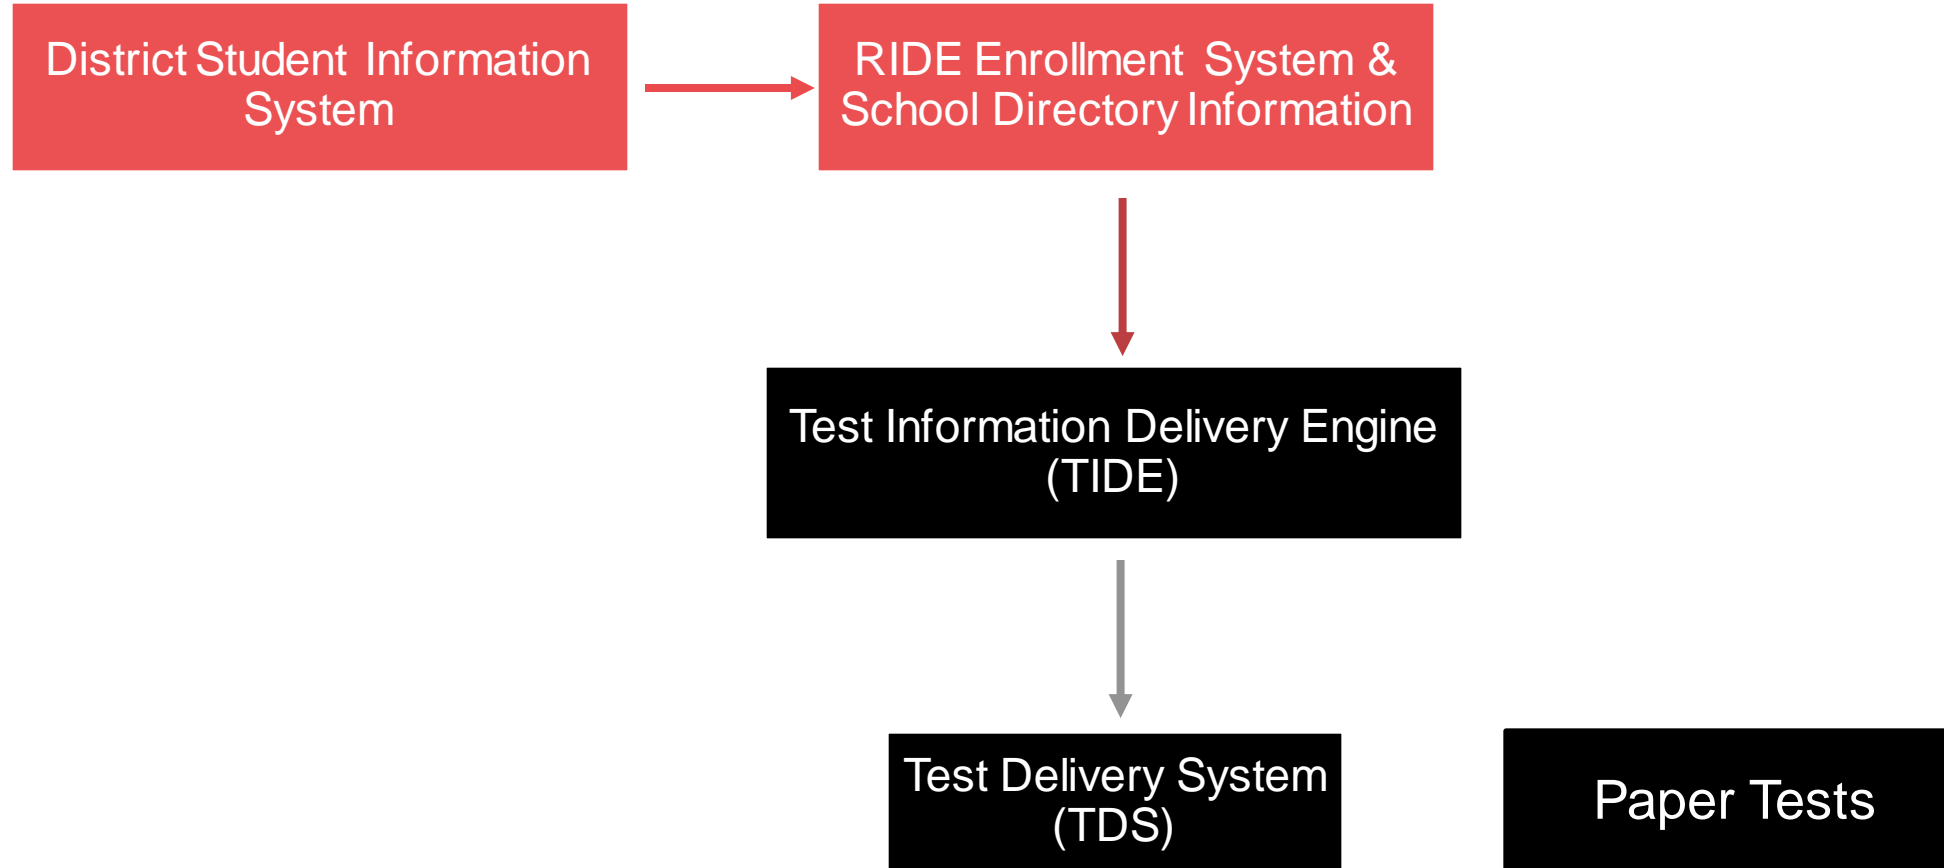 District Student Information
System
RIDE Enrollment System &
School Directory Information
Test Information Delivery Engine
(TIDE)
Test Delivery System
(TDS)
Paper Tests